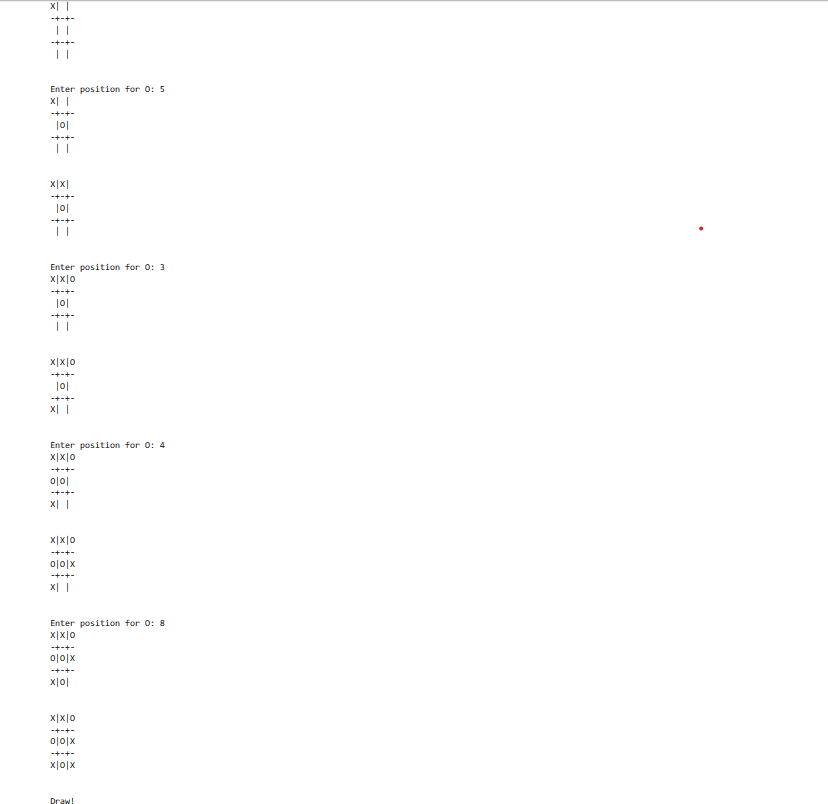 X| |
-+-+-
 | |
-+-+-
 | |
Enter position for O: 5
X| |
-+-+-
 |O|
-+-+-
 | |
X|X|
-+-+-
 |O|
-+-+-
 | |
Enter position for O: 3
X|X|O
-+-+-
 |O|
-+-+-
 | |
X|X|O
-+-+-
 |O|
-+-+-
X| |
Enter position for O: 4
X|X|O
-+-+-
O|O|
-+-+-
X| |
X|X|O
-+-+-
O|O|X
-+-+-
X| |
Enter position for O: 8
X|X|O
-+-+-
O|O|X
-+-+-
X|O|
X|X|O
-+-+-
O|O|X
-+-+-
X|O|X
Draw!